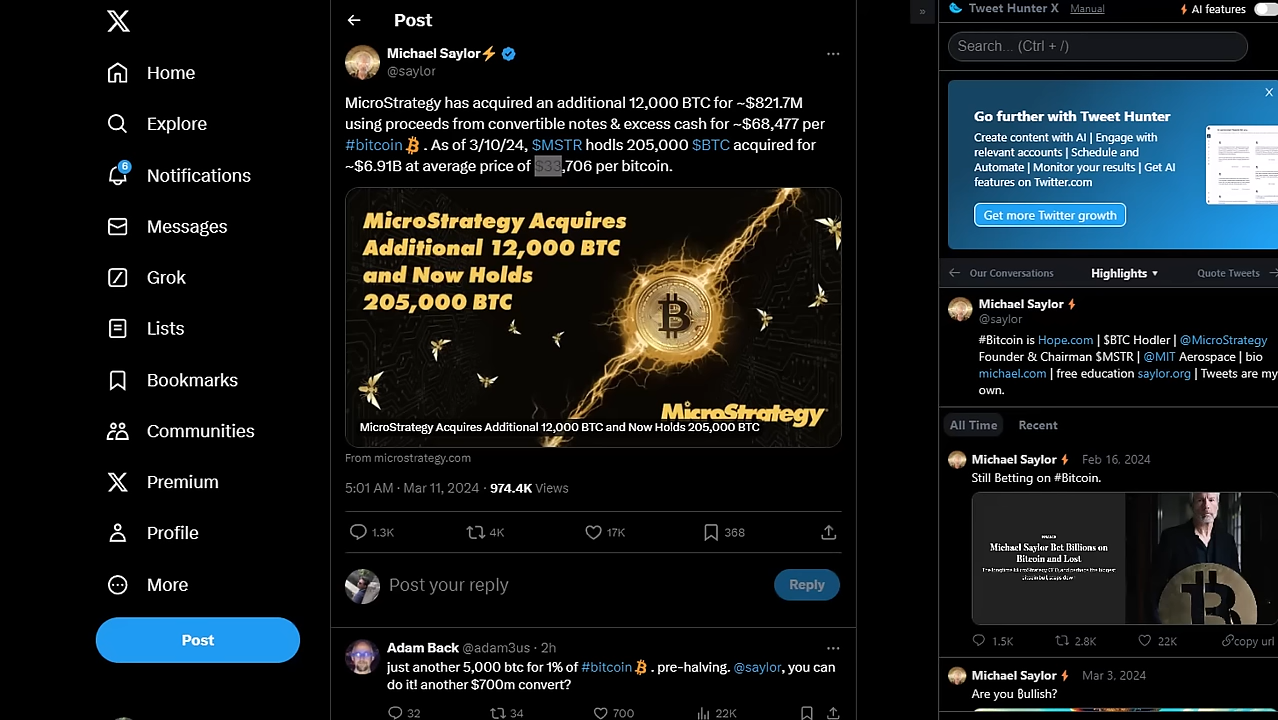 Home
Explore
6
Notifications
Messages
Grok
Lists
Bookmarks
Communities
Premium
Profile
More
Post
Post
Michael Saylor⚡
@saylor
MicroStrategy has acquired an additional 12,000 BTC for ~$821.7M
using proceeds from convertible notes & excess cash for ~$68,477 per
#bitcoin. As of 3/10/24, $MSTR hodls 205,000 $BTC acquired for
~$6.91B at average price of $33,706 per bitcoin.
MicroStrategy Acquires
Additional 12,000 BTC
and Now Holds
205,000 BTC
MicroStrategy
MicroStrategy Acquires Additional 12,000 BTC and Now Holds 205,000 BTC
From microstrategy.com
5:01 AM · Mar 11, 2024 · 974.4K Views
1.3K 4K 17K 368
Post your reply
Reply
Adam Back @adam3us · 2h
just another 5,000 btc for 1% of #bitcoin. pre-halving. @saylor, you can
do it! another $700m convert?
32 34 700 22K
»
Tweet Hunter X Manual ⚡ AI features
Search... (Ctrl + /)
X
Go further with Tweet Hunter
Create content with AI | Engage with
relevant accounts | Schedule and
Automate | Monitor your results | Get AI
features on Twitter.com
Get more Twitter growth
← Our Conversations Highlights ▾ Quote Tweets →
Michael Saylor⚡
@saylor
#Bitcoin is Hope.com | $BTC Hodler | @MicroStrategy
Founder & Chairman $MSTR | @MIT Aerospace | bio
michael.com | free education saylor.org | Tweets are my
own.
All Time Recent
Michael Saylor⚡ Feb 16, 2024
Still Betting on #Bitcoin.
Michael Saylor Bet Billions on
Bitcoin and Lost
1.5K 2.8K 22K copy url
Michael Saylor⚡ Mar 3, 2024
Are you ₿ullish?